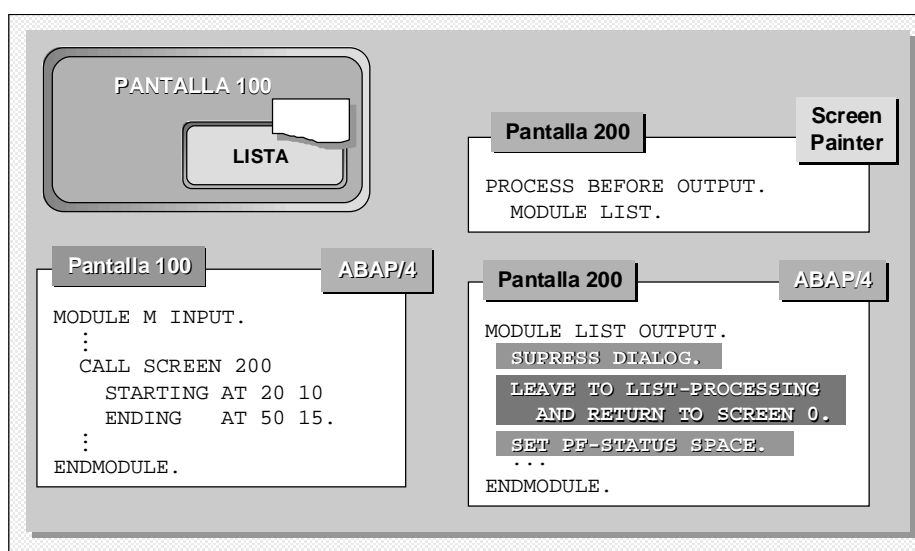 PANTALLA 100
LISTA
Screen
Painter
Pantalla 200
PROCESS BEFORE OUTPUT.
MODULE LIST.
Pantalla 100
ABAP/4
MODULE M INPUT.
:
CALL SCREEN 200
STARTING AT 20 10
ENDING AT 50 15.
:
ENDMODULE.
Pantalla 200
ABAP/4
MODULE LIST OUTPUT.
SUPRESS DIALOG.
LEAVE TO LIST-PROCESSING
AND RETURN TO SCREEN 0.
SET PF-STATUS SPACE.
...
ENDMODULE.